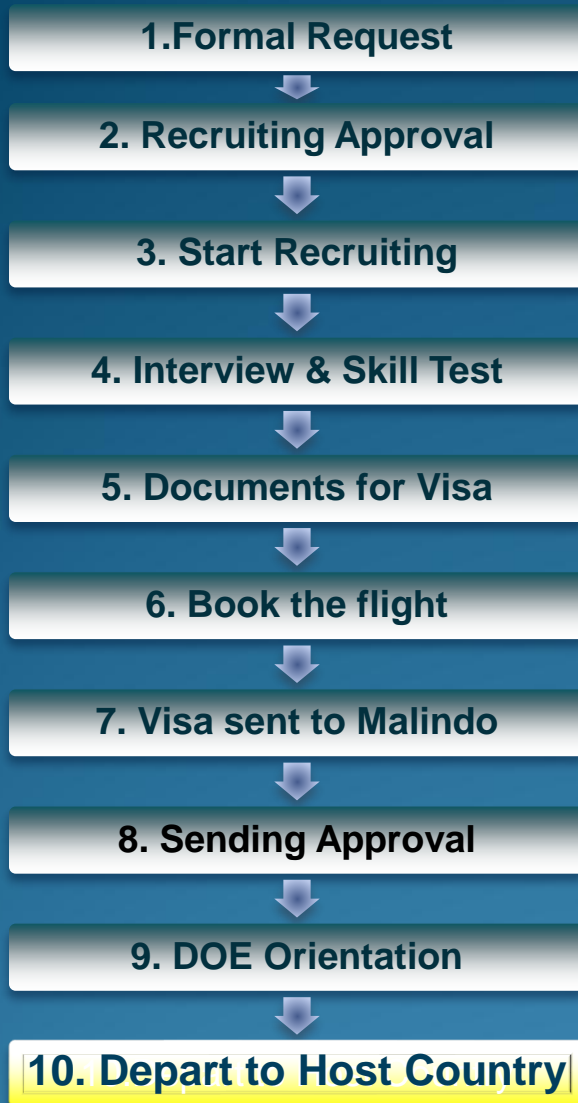 1.Formal Request
2. Recruiting Approval
3. Start Recruiting
4. Interview & Skill Test
5. Documents for Visa
6. Book the flight
7. Visa sent to Malindo
8. Sending Approval
9. DOE Orientation
10. Depart to Host Country